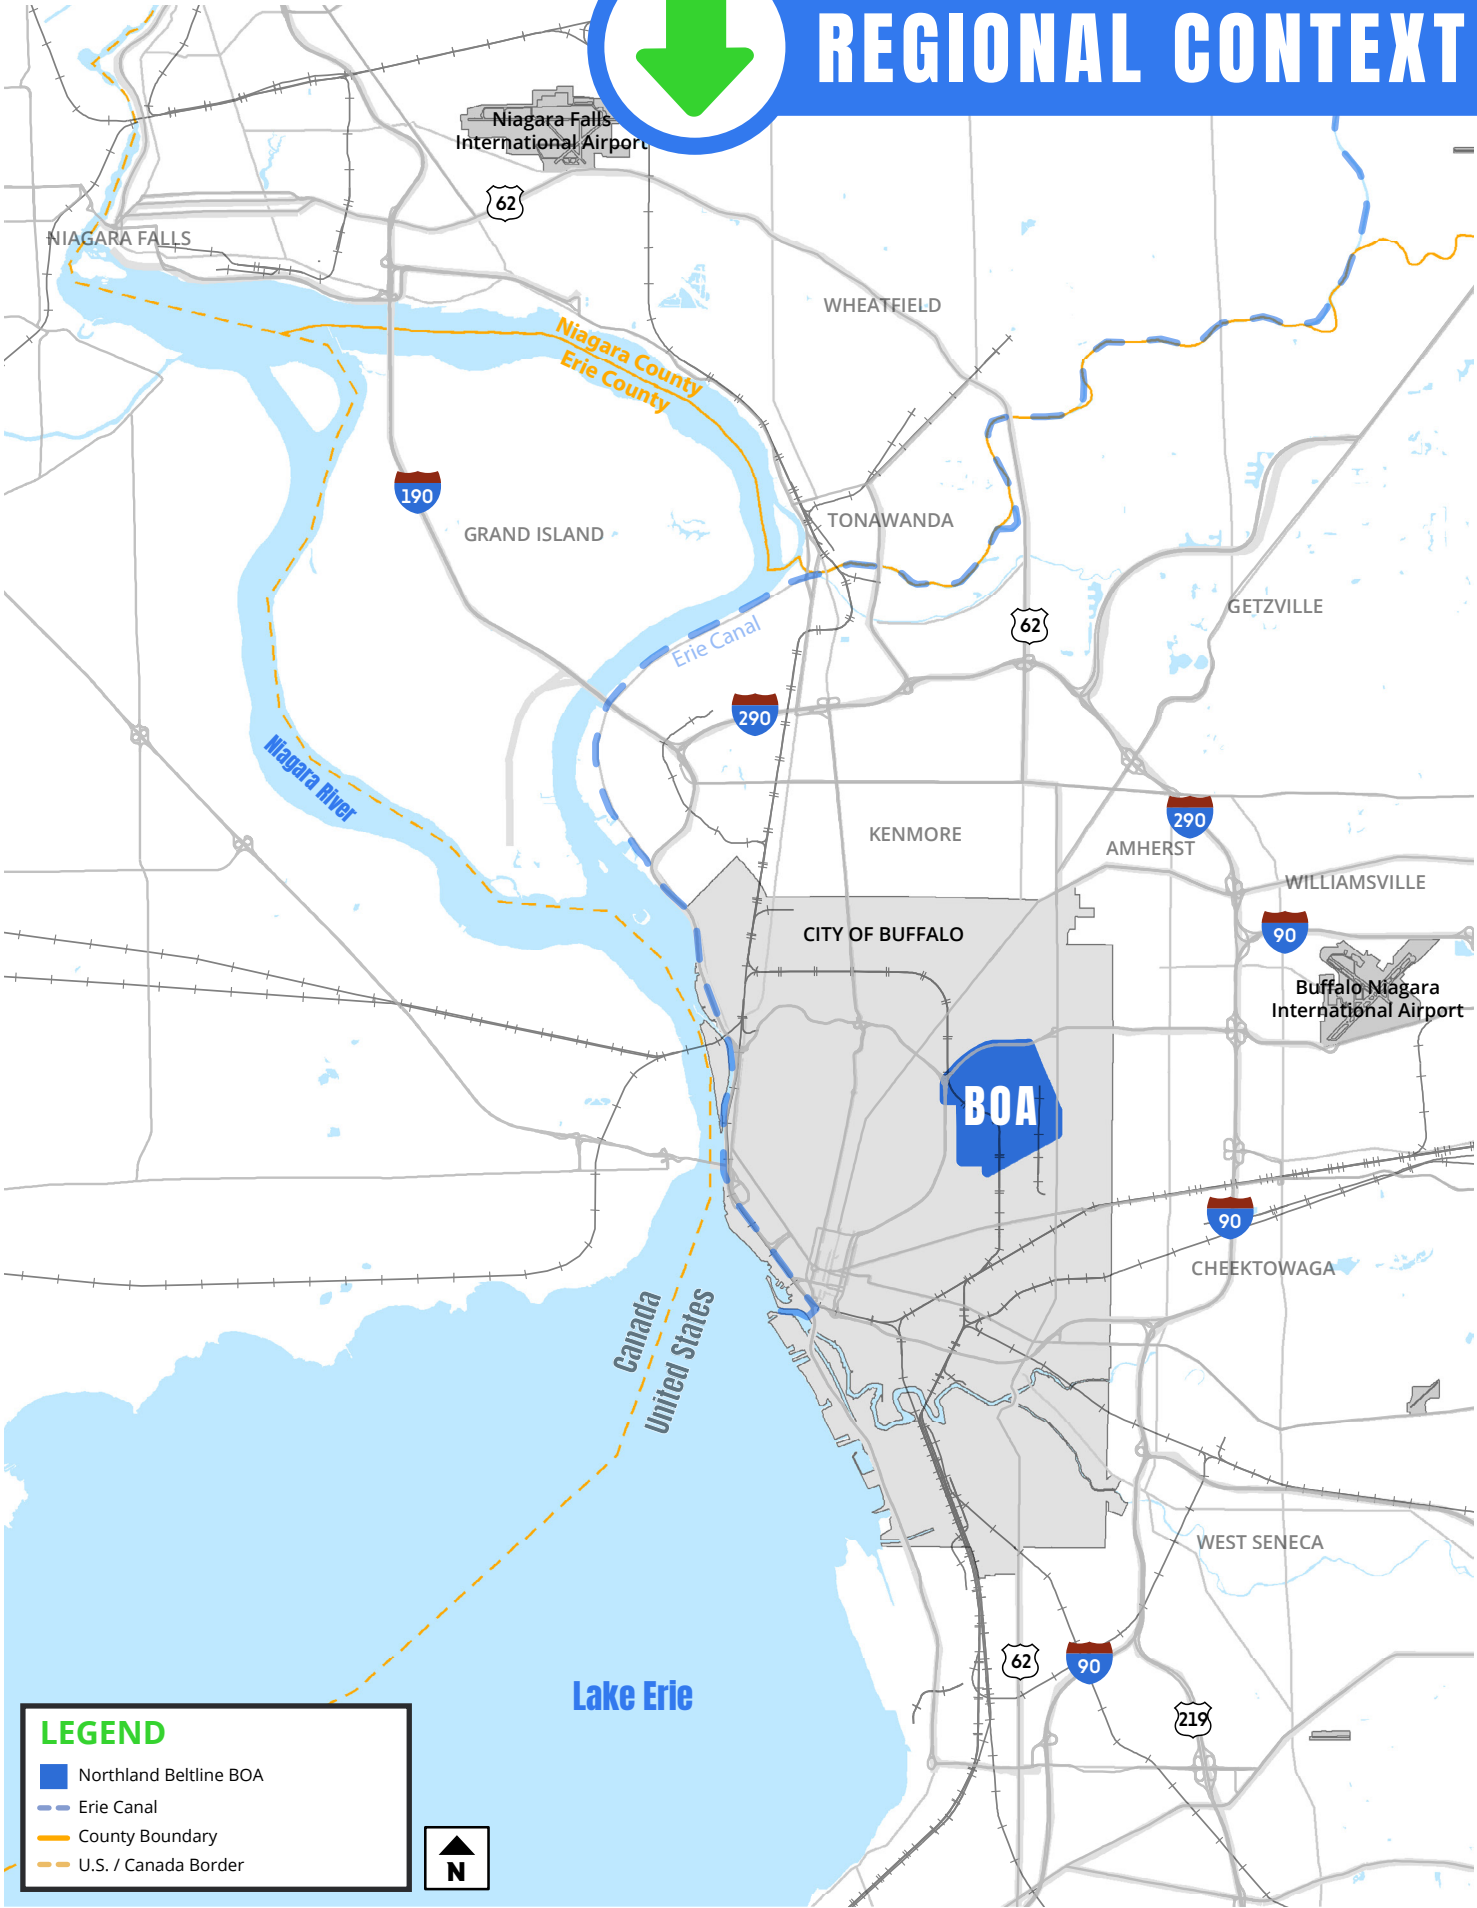 REGIONAL CONTEXT
Niagara Falls
International Airport
62
NIAGARA FALLS
WHEATFIELD
Niagara County
Erie County
190
GRAND ISLAND
TONAWANDA
GETZVILLE
62
Erie Canal
290
Niagara River
290
KENMORE
AMHERST
WILLIAMSVILLE
CITY OF BUFFALO
90
Buffalo Niagara
International Airport
BOA
90
CHEEKTOWAGA
Canada
United States
WEST SENECA
62
90
Lake Erie
219
LEGEND
Northland Beltline BOA
Erie Canal
County Boundary
U.S. / Canada Border
N